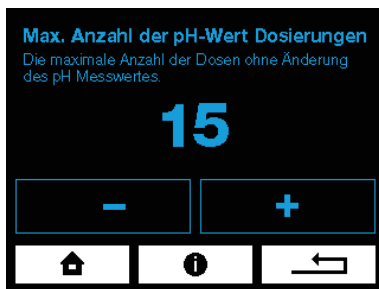 Max. Anzahl der pH-Wert Dosierungen
Die maximale Anzahl der Dosen ohne Änderung
des pH Messwertes.
15
− +